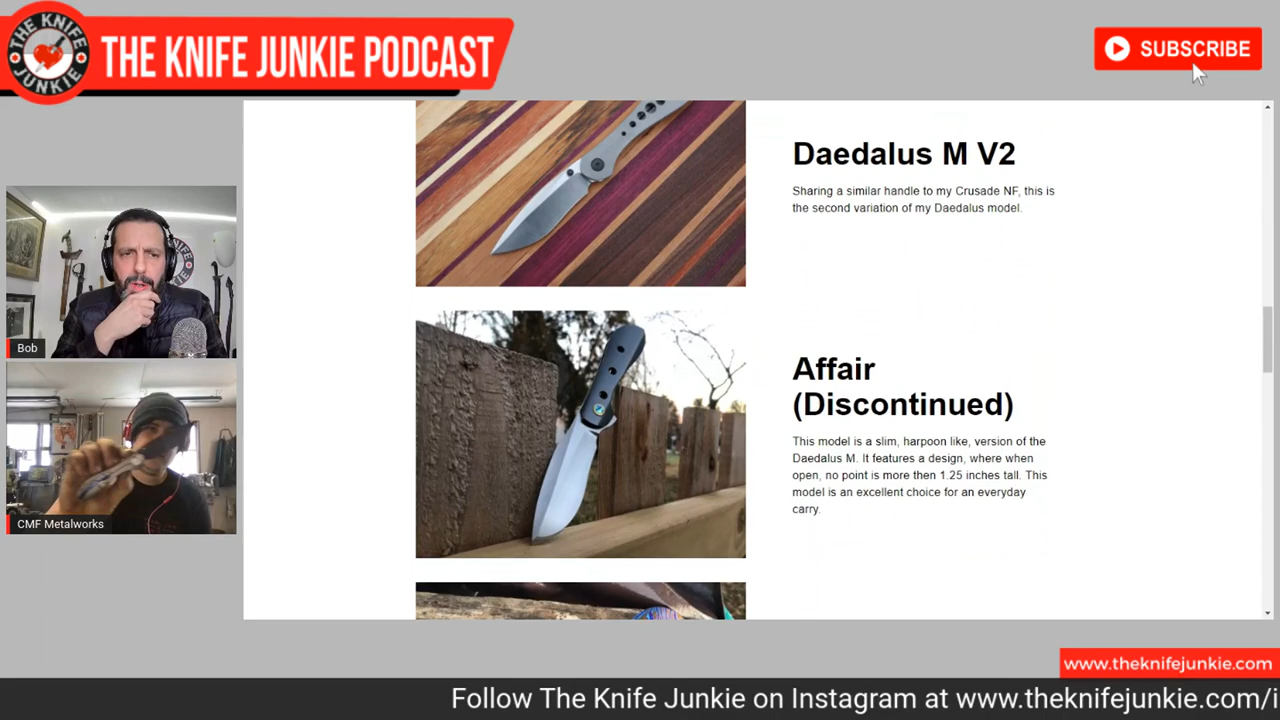 THE KNIFE
JUNKIE
THE KNIFE JUNKIE PODCAST
SUBSCRIBE
Daedalus M V2
Sharing a similar handle to my Crusade NF, this is
the second variation of my Daedalus model.
Bob
CMF Metalworks
Affair
(Discontinued)
This model is a slim, harpoon like, version of the
Daedalus M. It features a design, where when
open, no point is more then 1.25 inches tall. This
model is an excellent choice for an everyday
carry.
www.theknifejunkie.com
Follow The Knife Junkie on Instagram at www.theknifejunkie.com/i